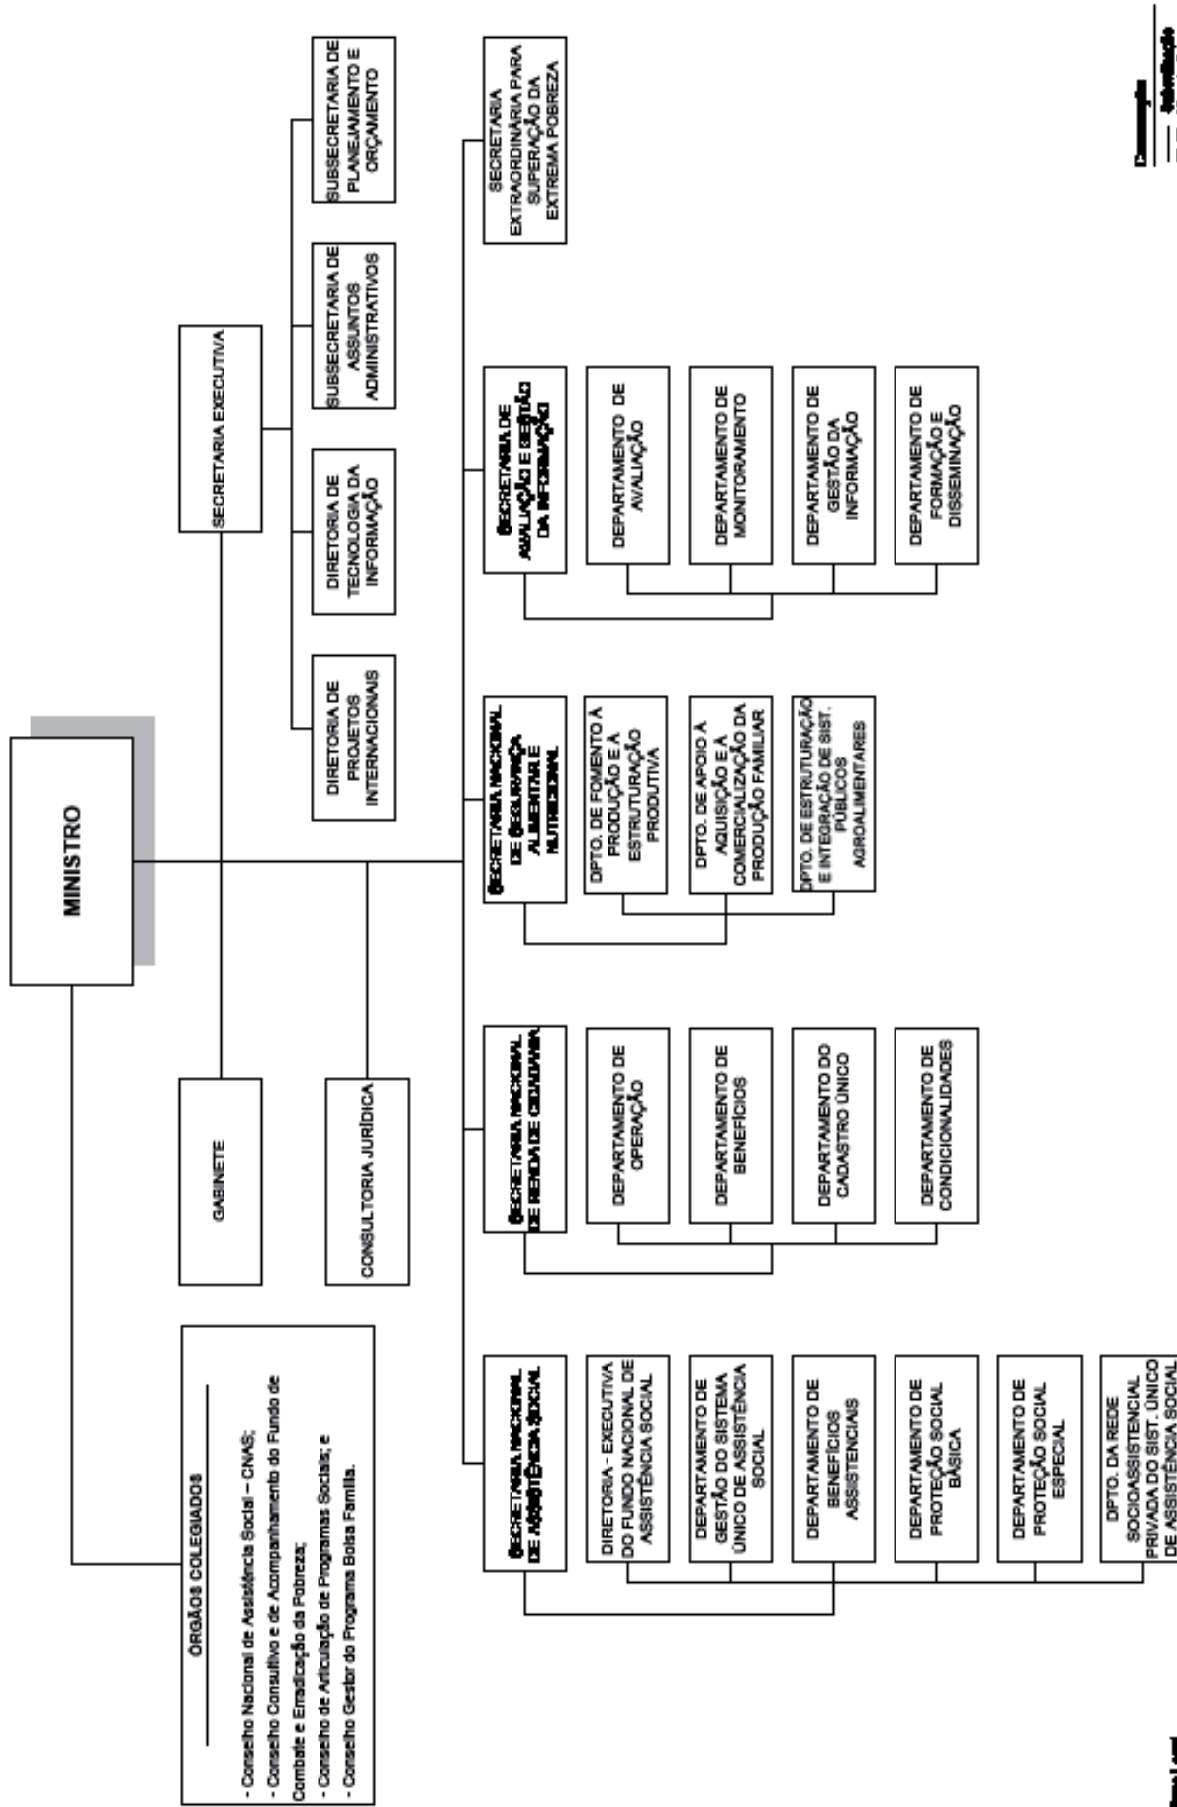 MINISTRO
ÓRGÃOS COLEGIADOS
- Conselho Nacional de Assistência Social – CNAS;
- Conselho Consultivo e de Acompanhamento do Fundo de
Combate e Erradicação da Pobreza;
- Conselho de Articulação de Programas Sociais; e
- Conselho Gestor do Programa Bolsa Família.
GABINETE
SECRETARIA EXECUTIVA
CONSULTORIA JURÍDICA
DIRETORIA DE
PROJETOS
INTERNACIONAIS
DIRETORIA DE
TECNOLOGIA DA
INFORMAÇÃO
SUBSECRETARIA DE
ASSUNTOS
ADMINISTRATIVOS
SUBSECRETARIA DE
PLANEJAMENTO E
ORÇAMENTO
SECRETARIA NACIONAL
DE ASSISTÊNCIA SOCIAL
DIRETORIA - EXECUTIVA
DO FUNDO NACIONAL DE
ASSISTÊNCIA SOCIAL
DEPARTAMENTO DE
GESTÃO DO SISTEMA
ÚNICO DE ASSISTÊNCIA
SOCIAL
DEPARTAMENTO DE
BENEFÍCIOS
ASSISTENCIAIS
DEPARTAMENTO DE
PROTEÇÃO SOCIAL
BÁSICA
DEPARTAMENTO DE
PROTEÇÃO SOCIAL
ESPECIAL
DPTO. DA REDE
SOCIOASSISTENCIAL
PRIVADA DO SIST. ÚNICO
DE ASSISTÊNCIA SOCIAL
SECRETARIA NACIONAL
DE RENDA DE CIDADANIA
DEPARTAMENTO DE
OPERAÇÃO
DEPARTAMENTO DE
BENEFÍCIOS
DEPARTAMENTO DO
CADASTRO ÚNICO
DEPARTAMENTO DE
CONDICIONALIDADES
SECRETARIA NACIONAL
DE SEGURANÇA
ALIMENTAR E
NUTRICIONAL
DPTO. DE FOMENTO À
PRODUÇÃO E À
ESTRUTURAÇÃO
PRODUTIVA
DPTO. DE APOIO À
AQUISIÇÃO E À
COMERCIALIZAÇÃO DA
PRODUÇÃO FAMILIAR
DPTO. DE ESTRUTURAÇÃO
E INTEGRAÇÃO DE SIST.
PÚBLICOS
AGROALIMENTARES
SECRETARIA DE
AVALIAÇÃO E GESTÃO
DA INFORMAÇÃO
DEPARTAMENTO DE
AVALIAÇÃO
DEPARTAMENTO DE
MONITORAMENTO
DEPARTAMENTO DE
GESTÃO DA
INFORMAÇÃO
DEPARTAMENTO DE
FORMAÇÃO E
DISSEMINAÇÃO
SECRETARIA
EXTRAORDINÁRIA PARA
SUPERAÇÃO DA
EXTREMA POBREZA
Subordinação